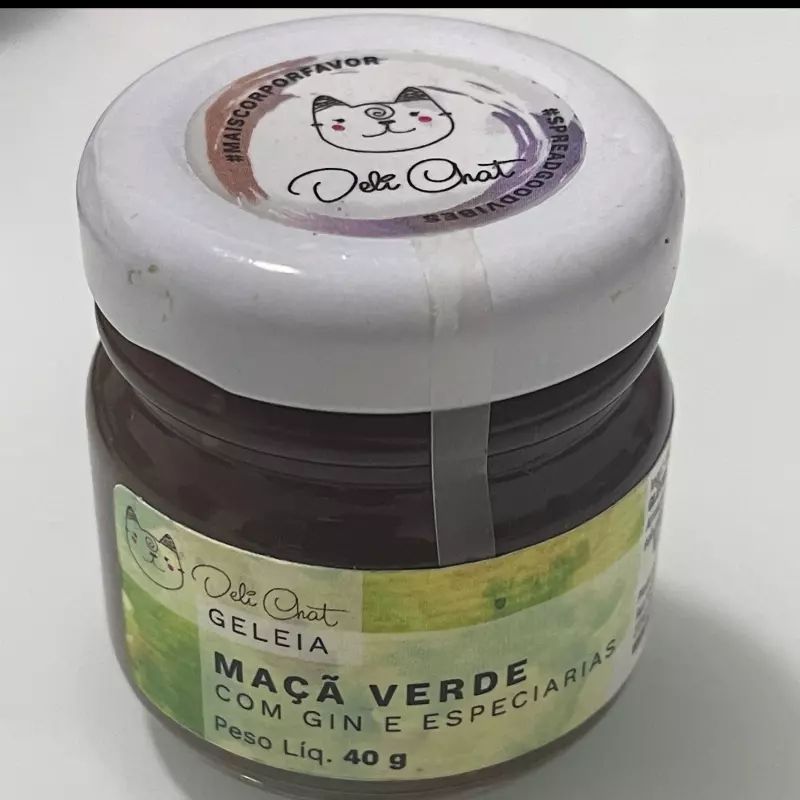 #MAISCORPORFAVOR
#SPREADGOODVIBES
Deli Chat
Deli Chat
GELEIA
MAÇÃ VERDE
COM GIN E ESPECIARIAS
Peso Líq. 40 g